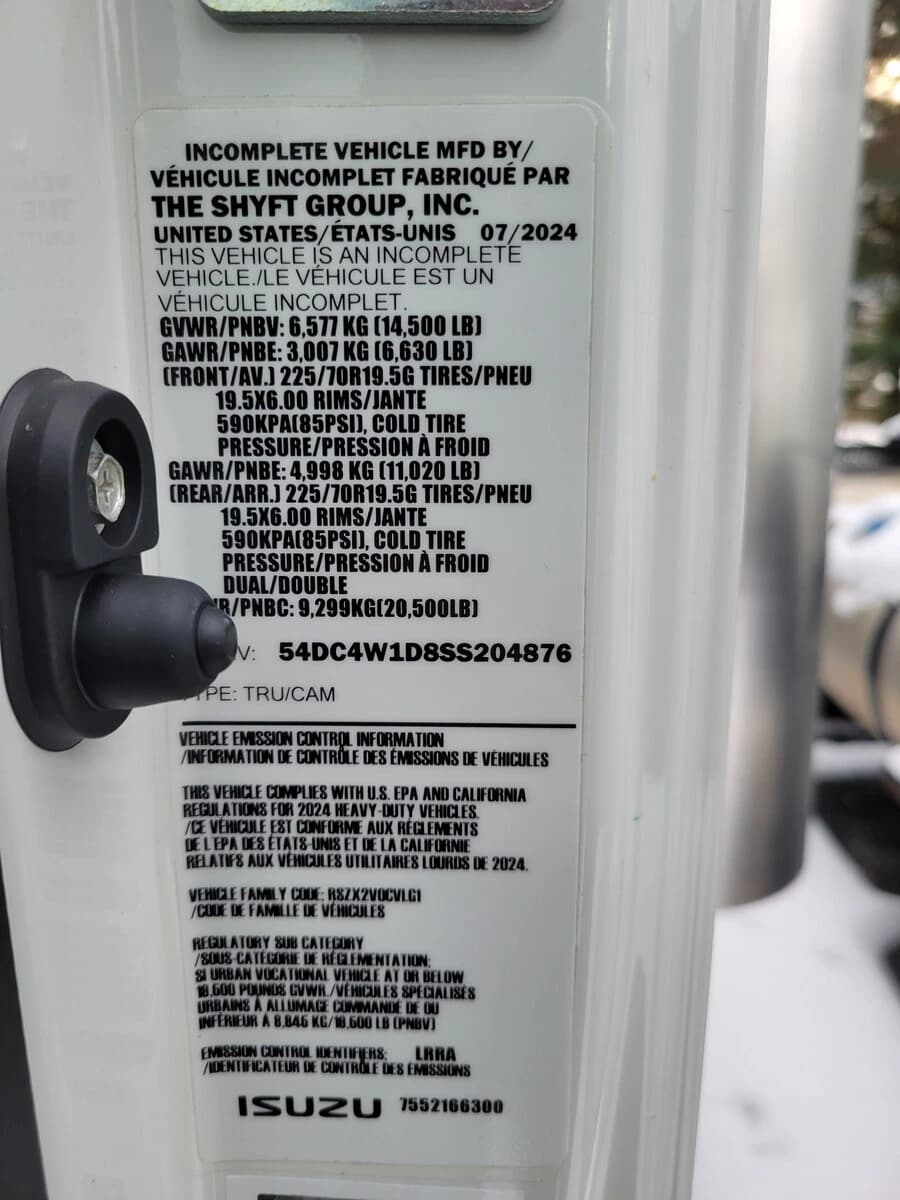 INCOMPLETE VEHICLE MFD BY/
VÉHICULE INCOMPLET FABRIQUÉ PAR
THE SHYFT GROUP, INC.
UNITED STATES/ÉTATS-UNIS 07/2024
THIS VEHICLE IS AN INCOMPLETE
VEHICLE./LE VÉHICULE EST UN
VÉHICULE INCOMPLET.
GVWR/PNBV: 6,577 KG (14,500 LB)
GAWR/PNBE: 3,007 KG (6,630 LB)
(FRONT/AV.) 225/70R19.5G TIRES/PNEU
19.5X6.00 RIMS/JANTE
590KPA(85PSI), COLD TIRE
PRESSURE/PRESSION À FROID
GAWR/PNBE: 4,998 KG (11,020 LB)
(REAR/ARR.) 225/70R19.5G TIRES/PNEU
19.5X6.00 RIMS/JANTE
590KPA(85PSI), COLD TIRE
PRESSURE/PRESSION À FROID
DUAL/DOUBLE
R/PNBC: 9,299KG(20,500LB)
V: 54DC4W1D8SS204876
PE: TRU/CAM
VEHICLE EMISSION CONTROL INFORMATION
/INFORMATION DE CONTRÔLE DES ÉMISSIONS DE VÉHICULES
THIS VEHICLE COMPLIES WITH U.S. EPA AND CALIFORNIA
REGULATIONS FOR 2024 HEAVY-DUTY VEHICLES.
/CE VÉHICULE EST CONFORME AUX RÈGLEMENTS
DE L'EPA DES ÉTATS-UNIS ET DE LA CALIFORNIE
RELATIFS AUX VÉHICULES UTILITAIRES LOURDS DE 2024.
VEHICLE FAMILY CODE: RSZX2VOCVLG1
/CODE DE FAMILLE DE VÉHICULES
REGULATORY SUB CATEGORY
/SOUS-CATÉGORIE DE RÉGLEMENTATION:
SI URBAN VOCATIONAL VEHICLE AT OR BELOW
19,500 POUNDS GVWR./VÉHICULES SPÉCIALISÉS
URBAINS À ALLUMAGE COMMANDÉ DE OU
INFÉRIEUR À 8,845 KG/19,500 LB (PNBV)
EMISSION CONTROL IDENTIFIERS: LRRA
/IDENTIFICATEUR DE CONTRÔLE DES ÉMISSIONS
ISUZU 7552166300